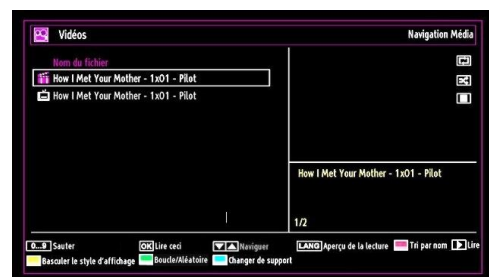 Vidéos
Navigation Média
Nom du fichier
How I Met Your Mother - 1x01 - Pilot
How I Met Your Mother - 1x01 - Pilot
How I Met Your Mother - 1x01 - Pilot
1/2
0...9 Sauter OK Lire ceci Naviguer LANG Aperçu de la lecture Tri par nom Lire
Basculer le style d'affichage Boucle/Aléatoire Changer de support